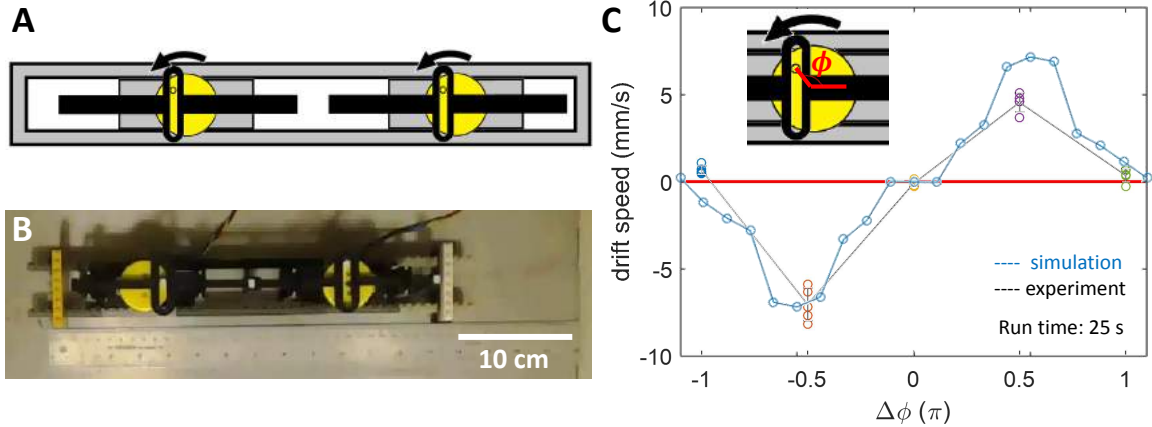 A
B
10 cm
C
ϕ
drift speed (mm/s)
10
5
0
-5
-10
---- simulation
---- experiment
Run time: 25 s
-1
-0.5
0
0.5
1
Δϕ (π)